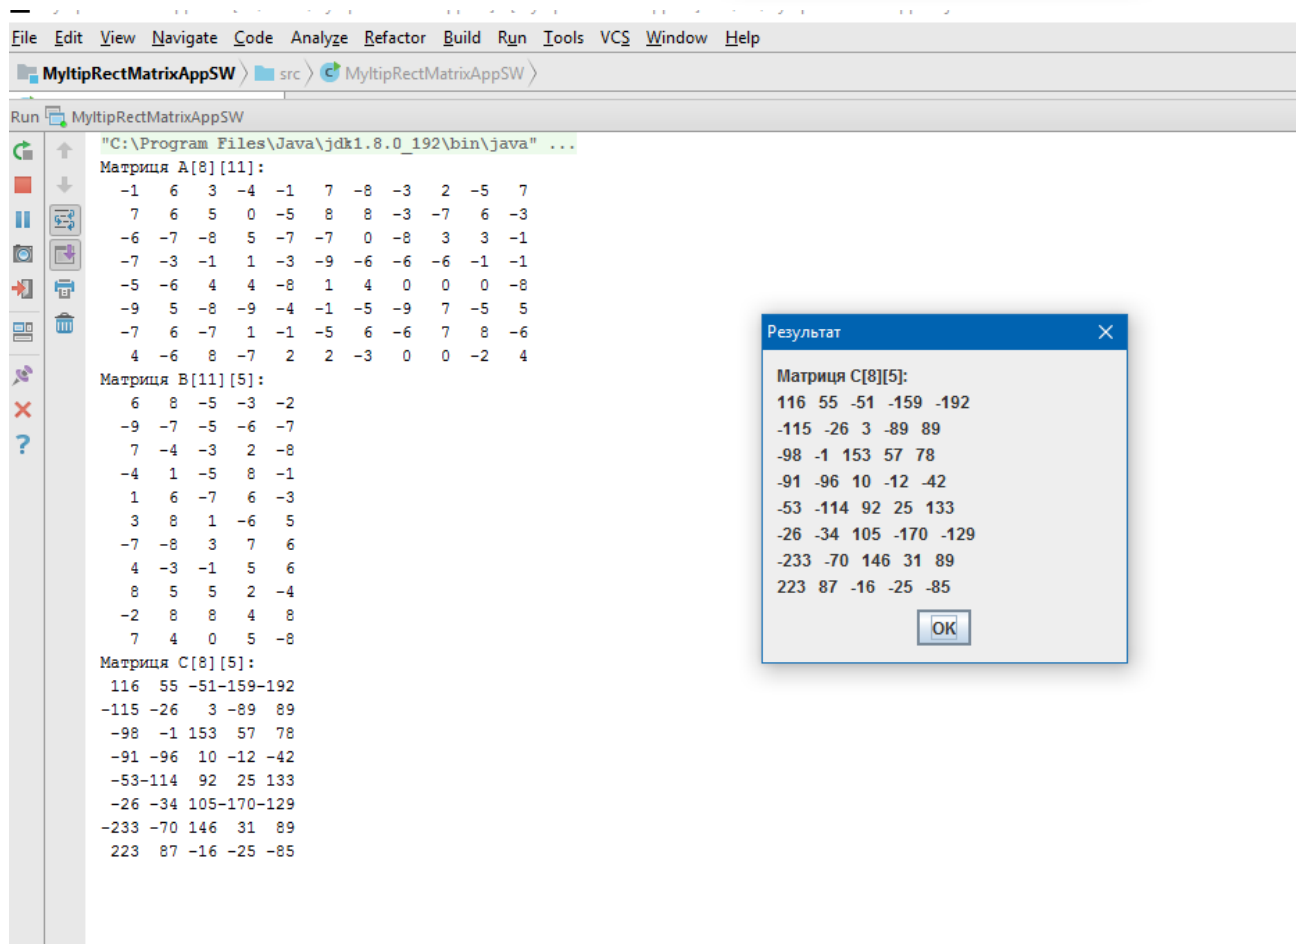 File Edit View Navigate Code Analyze Refactor Build Run Tools VCS Window Help
MyltipRectMatrixAppSW src MyltipRectMatrixAppSW
Run MyltipRectMatrixAppSW
"C:\Program Files\Java\jdk1.8.0_192\bin\java" ...
Матриця A[8][11]:
-1 6 3 -4 -1 7 -8 -3 2 -5 7
7 6 5 0 -5 8 8 -3 -7 6 -3
-6 -7 -8 5 -7 -7 0 -8 3 3 -1
-7 -3 -1 1 -3 -9 -6 -6 -6 -1 -1
-5 -6 4 4 -8 1 4 0 0 0 -8
-9 5 -8 -9 -4 -1 -5 -9 7 -5 5
-7 6 -7 1 -1 -5 6 -6 7 8 -6
4 -6 8 -7 2 2 -3 0 0 -2 4
Матриця B[11][5]:
6 8 -5 -3 -2
-9 -7 -5 -6 -7
7 -4 -3 2 -8
-4 1 -5 8 -1
1 6 -7 6 -3
3 8 1 -6 5
-7 -8 3 7 6
4 -3 -1 5 6
8 5 5 2 -4
-2 8 8 4 8
7 4 0 5 -8
Матриця C[8][5]:
116 55 -51-159-192
-115 -26 3 -89 89
-98 -1 153 57 78
-91 -96 10 -12 -42
-53-114 92 25 133
-26 -34 105-170-129
-233 -70 146 31 89
223 87 -16 -25 -85
Результат
Матриця C[8][5]:
116 55 -51 -159 -192
-115 -26 3 -89 89
-98 -1 153 57 78
-91 -96 10 -12 -42
-53 -114 92 25 133
-26 -34 105 -170 -129
-233 -70 146 31 89
223 87 -16 -25 -85
OK